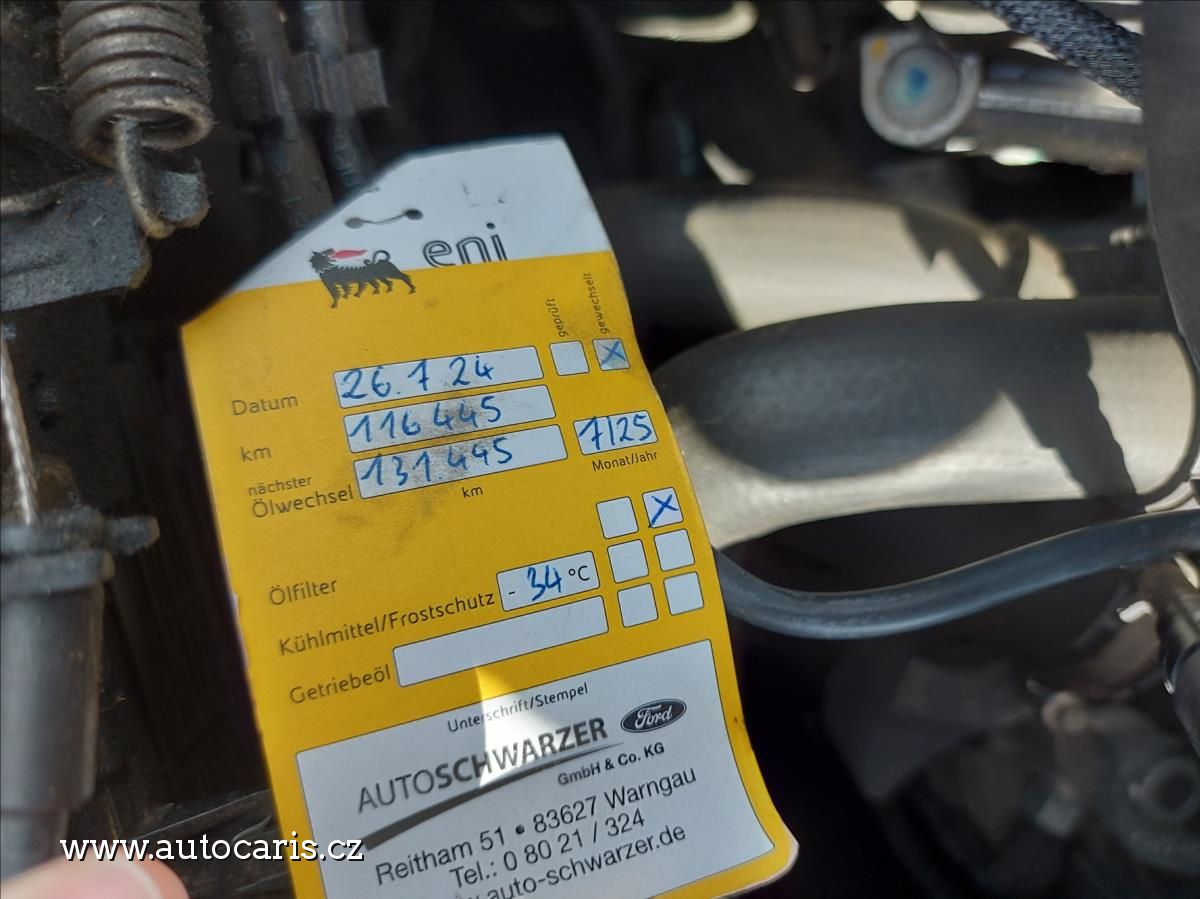 eni
geprüft gewechselt
Datum 26.1 24 X
km 116 445
nächster
Ölwechsel 131.445 7/25
km Monat/Jahr
Ölfilter X
Kühlmittel/Frostschutz - 34 °C
Getriebeöl
Unterschrift/Stempel
AUTOSCHWARZER Ford
GmbH & Co. KG
Reitham 51 • 83627 Warngau
Tel.: 0 80 21 / 324
auto-schwarzer.de
www.autocaris.cz